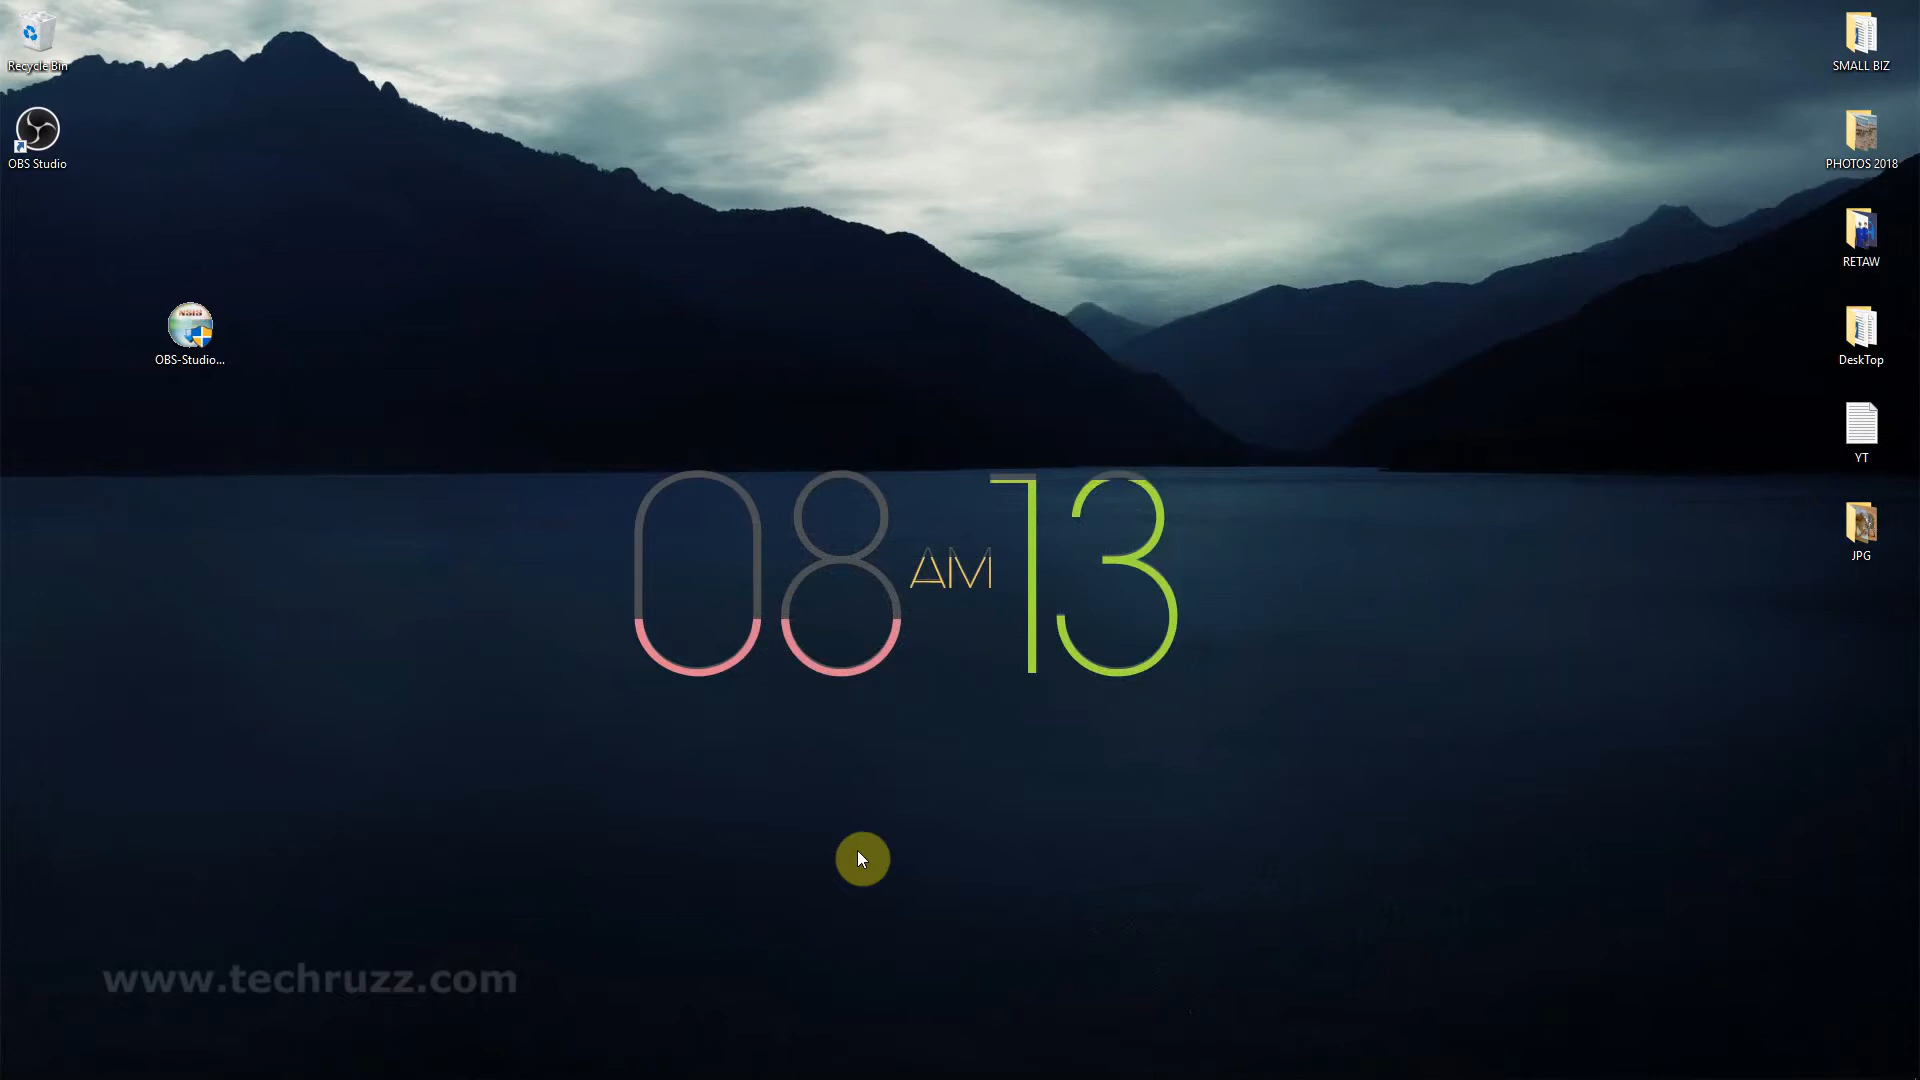 Recycle Bin
OBS Studio
OBS-Studio...
SMALL BIZ
PHOTOS 2018
RETAW
DeskTop
YT
JPG
08 AM 13
NSIS
www.techruzz.com